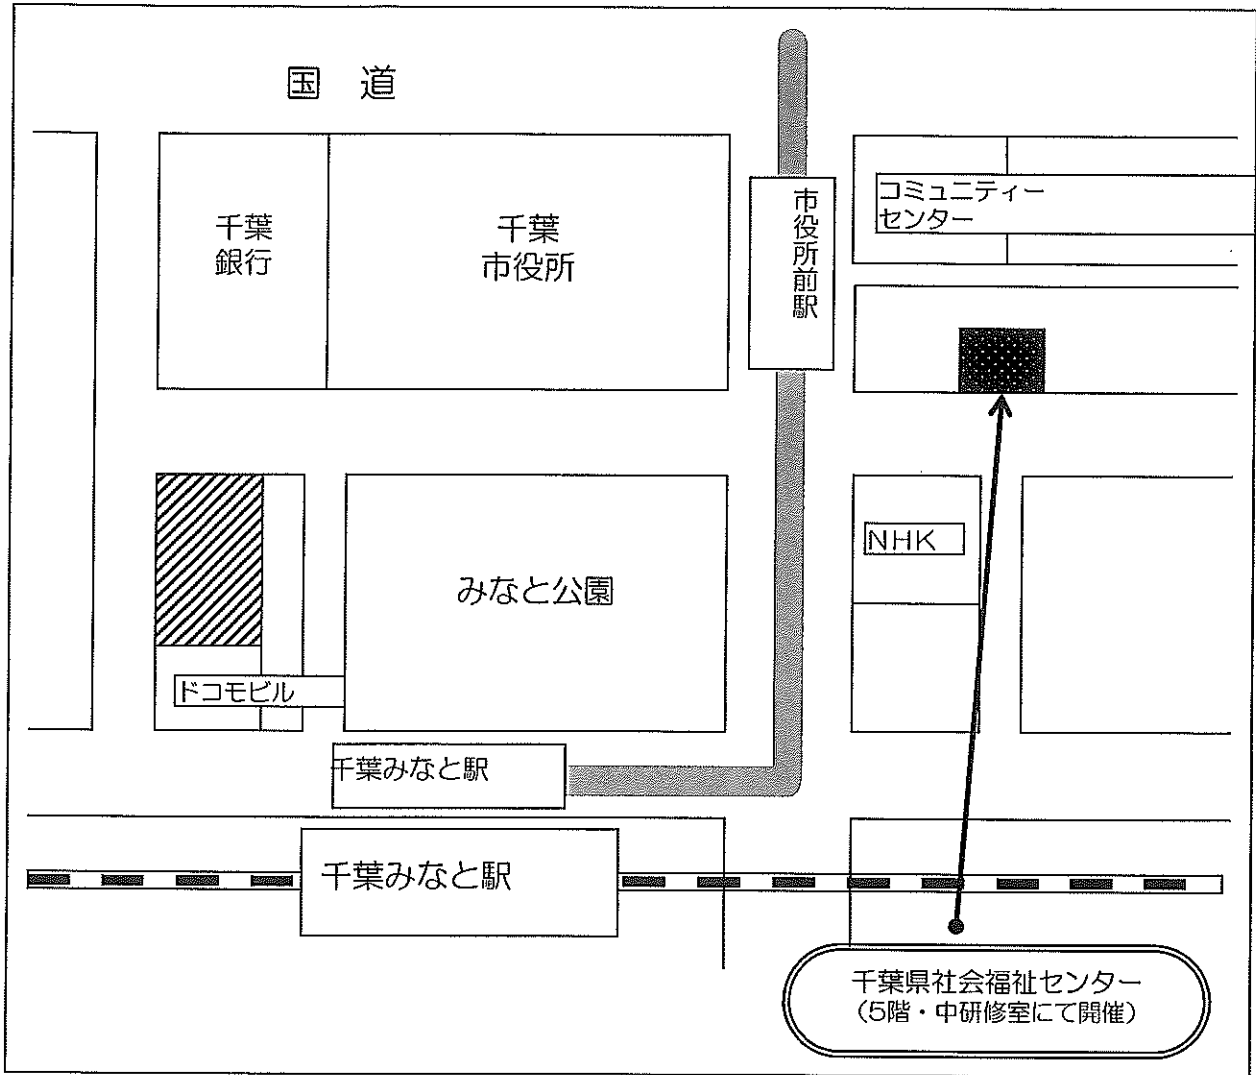 国道
千葉
銀行
千葉
市役所
市役所前駅
コミュニティー
センター
NHK
みなと公園
ドコモビル
千葉みなと駅
千葉みなと駅
千葉県社会福祉センター
（5階・中研修室にて開催）